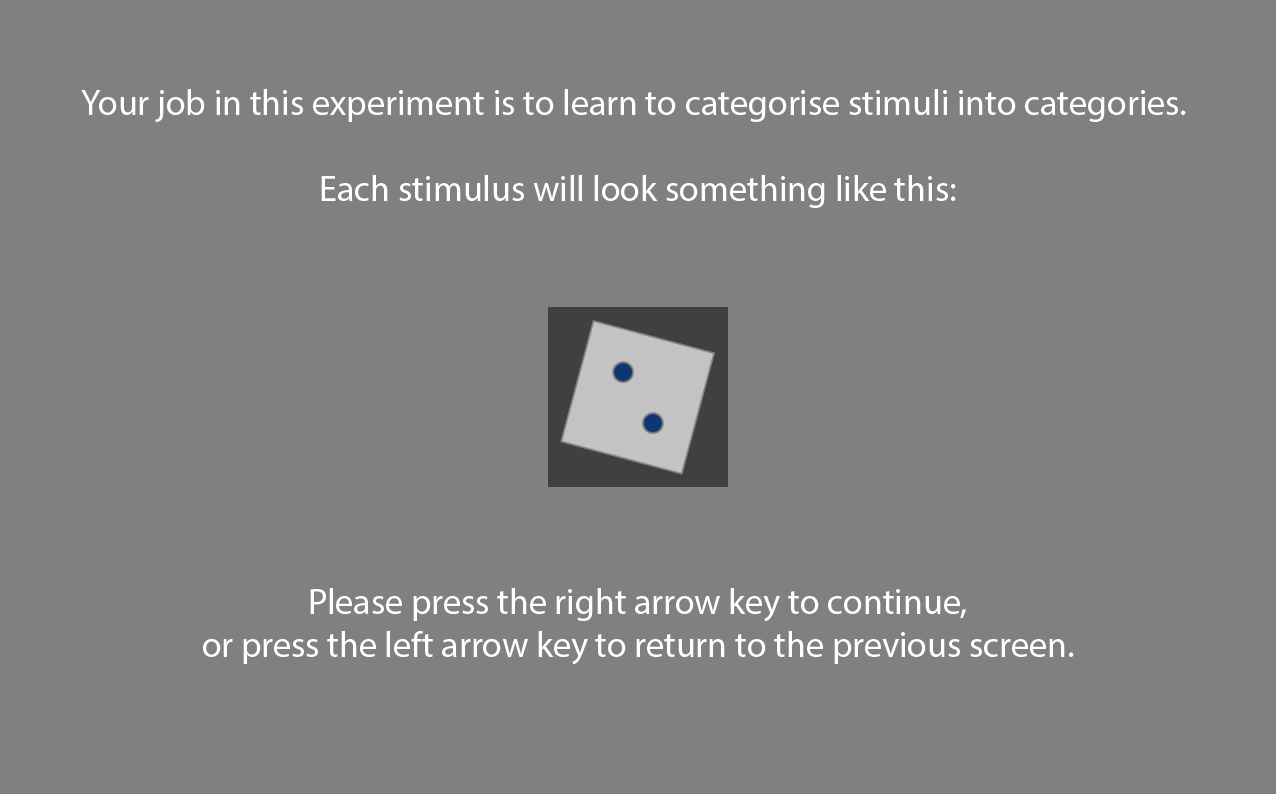 Your job in this experiment is to learn to categorise stimuli into categories.
Each stimulus will look something like this:
Please press the right arrow key to continue,
or press the left arrow key to return to the previous screen.